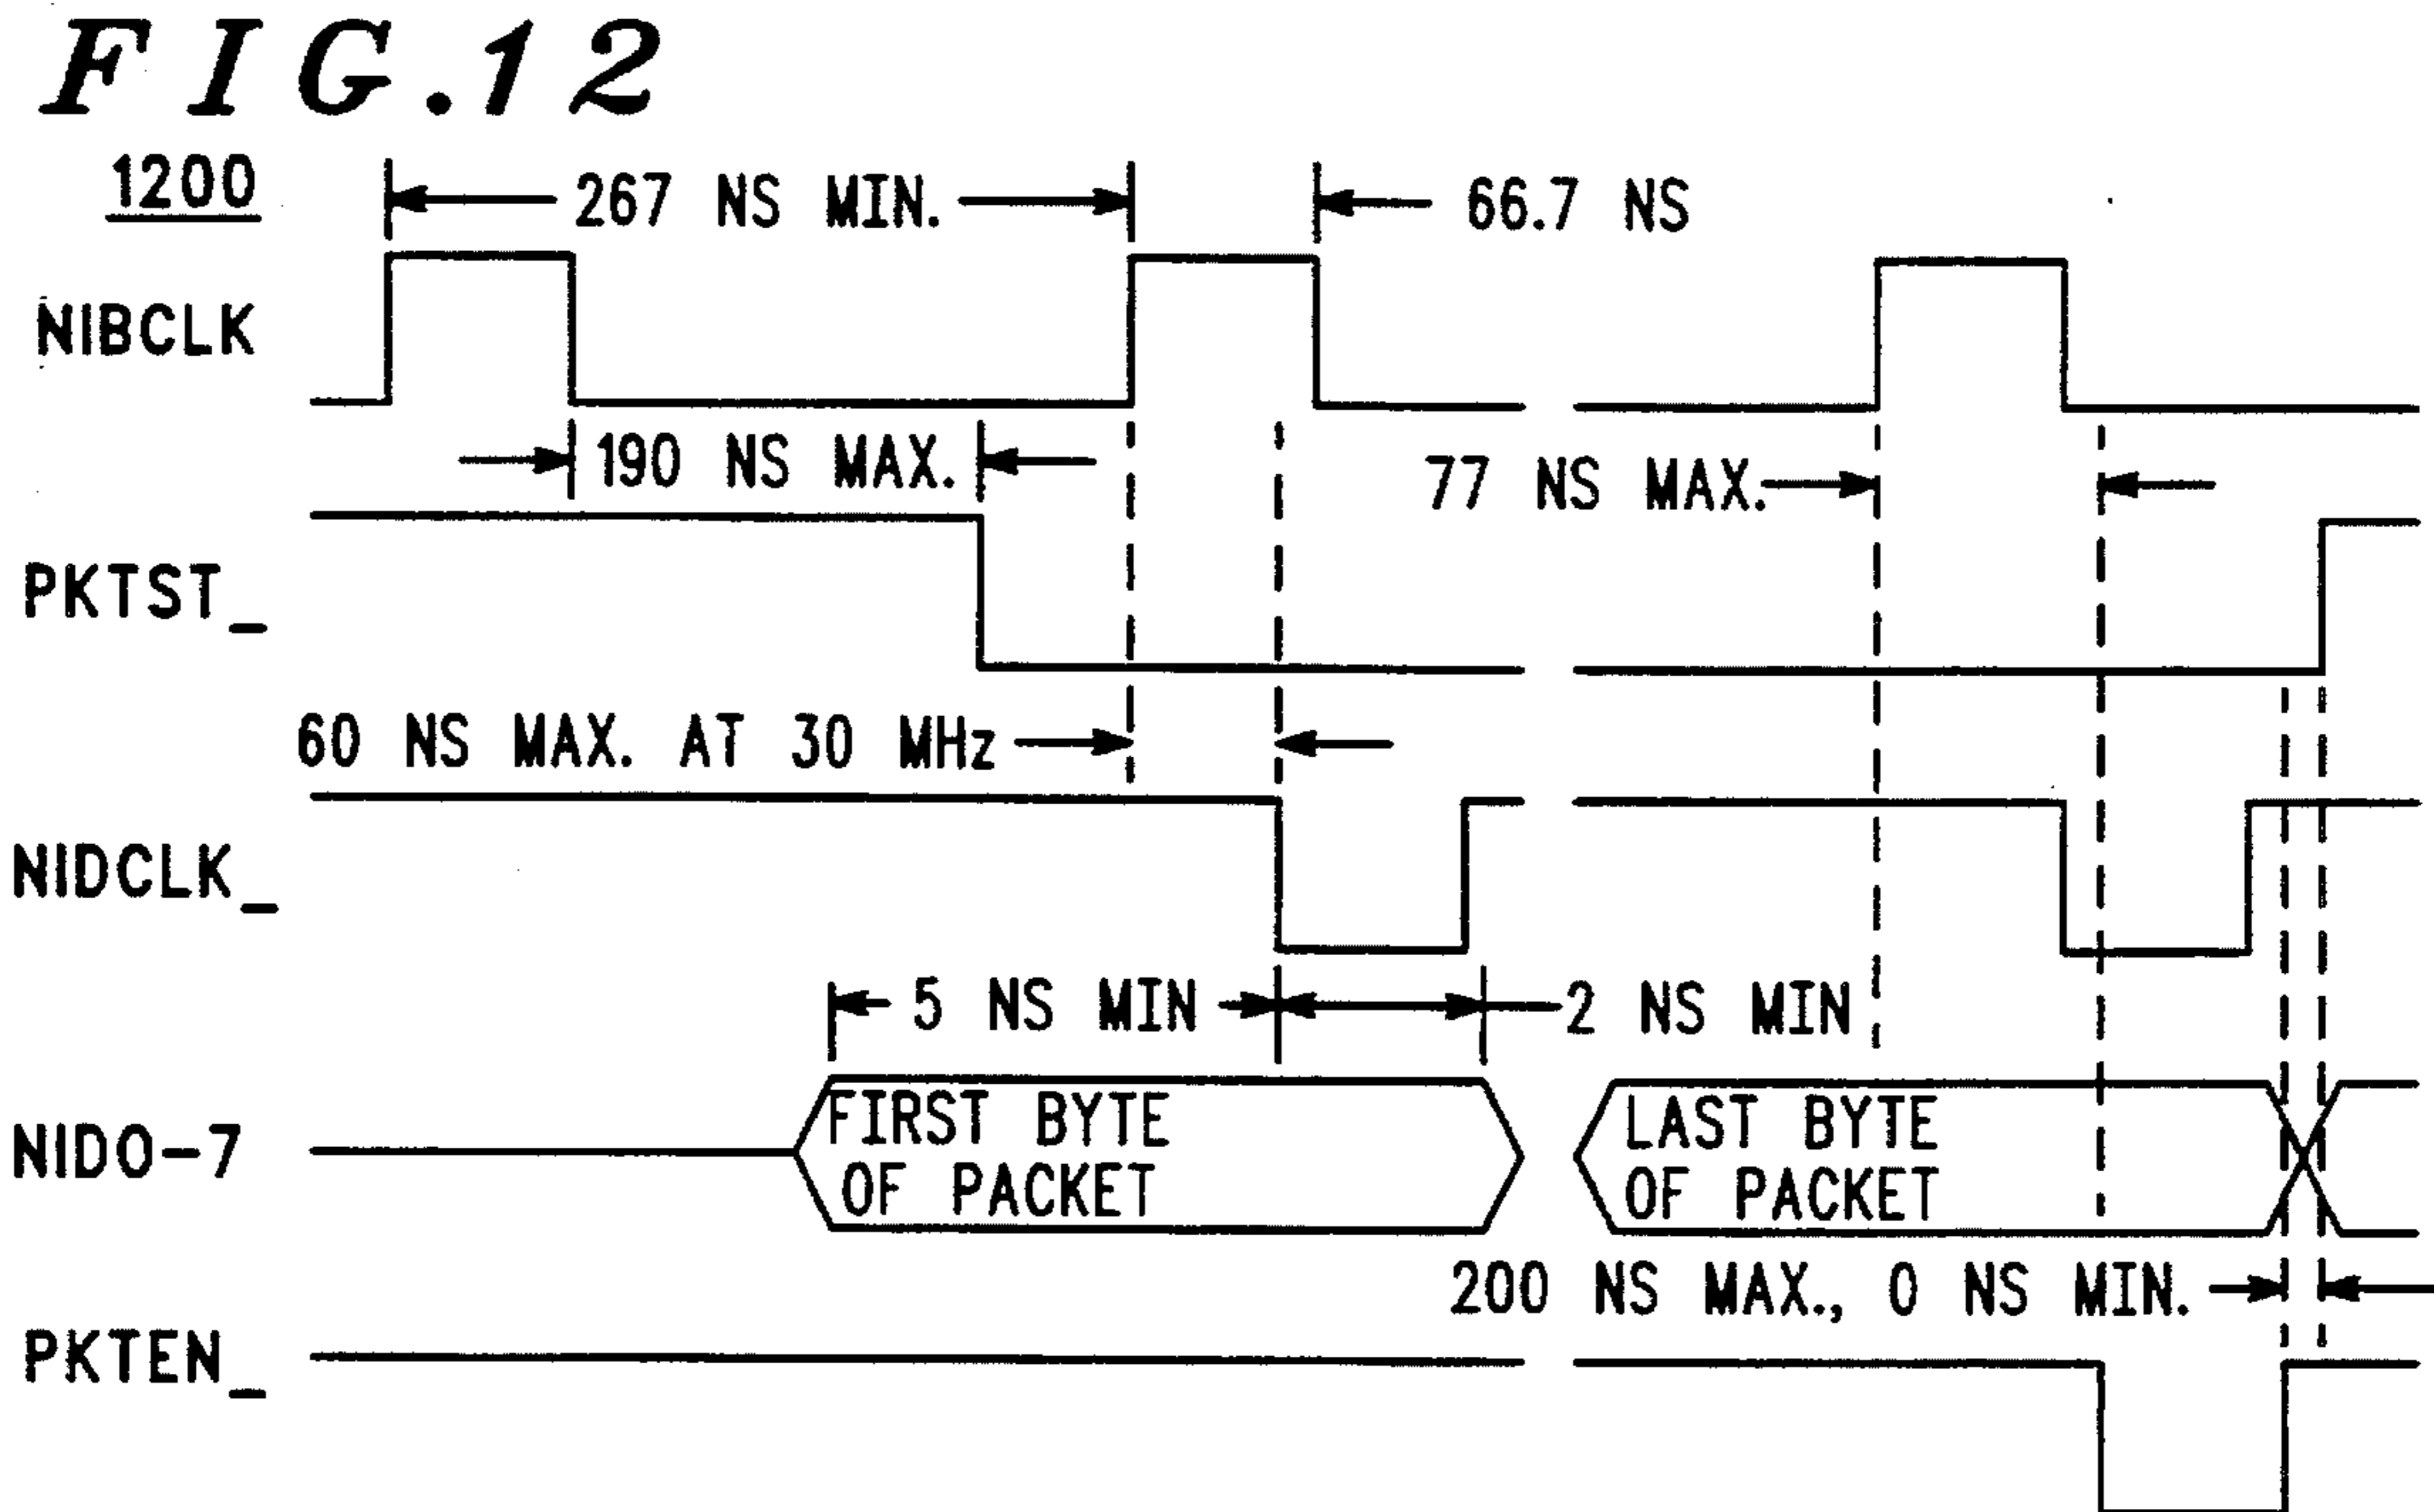 FIG.12
1200
267 NS MIN.
66.7 NS
NIBCLK
190 NS MAX.
77 NS MAX.
PKTST_
60 NS MAX. AT 30 MHz
NIDCLK_
5 NS MIN
2 NS MIN
NIDO-7
FIRST BYTE
OF PACKET
LAST BYTE
OF PACKET
200 NS MAX., 0 NS MIN.
PKTEN_